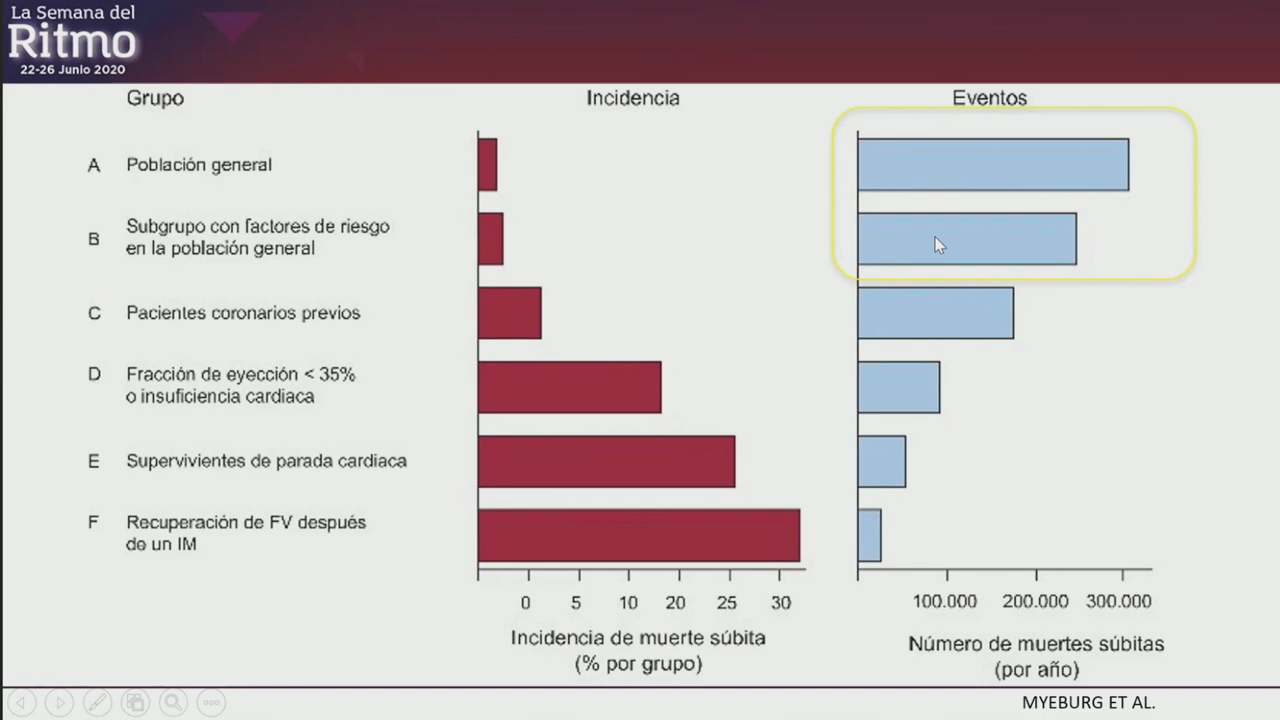 La Semana del
Ritmo
22-26 Junio 2020
Grupo
Incidencia
Eventos
A
Población general
B
Subgrupo con factores de riesgo
en la población general
C
Pacientes coronarios previos
D
Fracción de eyección < 35%
o insuficiencia cardiaca
E
Supervivientes de parada cardiaca
F
Recuperación de FV después
de un IM
0 5 10 20 25 30
100.000 200.000 300.000
Incidencia de muerte súbita
(% por grupo)
Número de muertes súbitas
(por año)
MYEBURG ET AL.